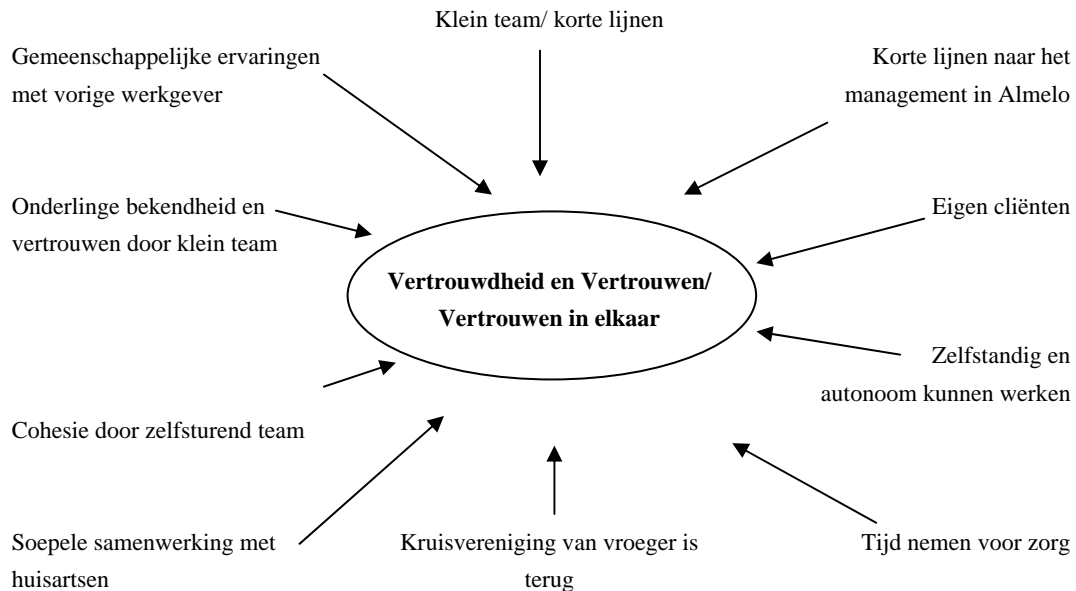 Klein team/ korte lijnen
Gemeenschappelijke ervaringen
met vorige werkgever
Korte lijnen naar het
management in Almelo
Onderlinge bekendheid en
vertrouwen door klein team
Eigen cliënten
Vertrouwdheid en Vertrouwen/
Vertrouwen in elkaar
Zelfstandig en
autonoom kunnen werken
Cohesie door zelfsturend team
Soepele samenwerking met
huisartsen
Kruisvereniging van vroeger is
terug
Tijd nemen voor zorg